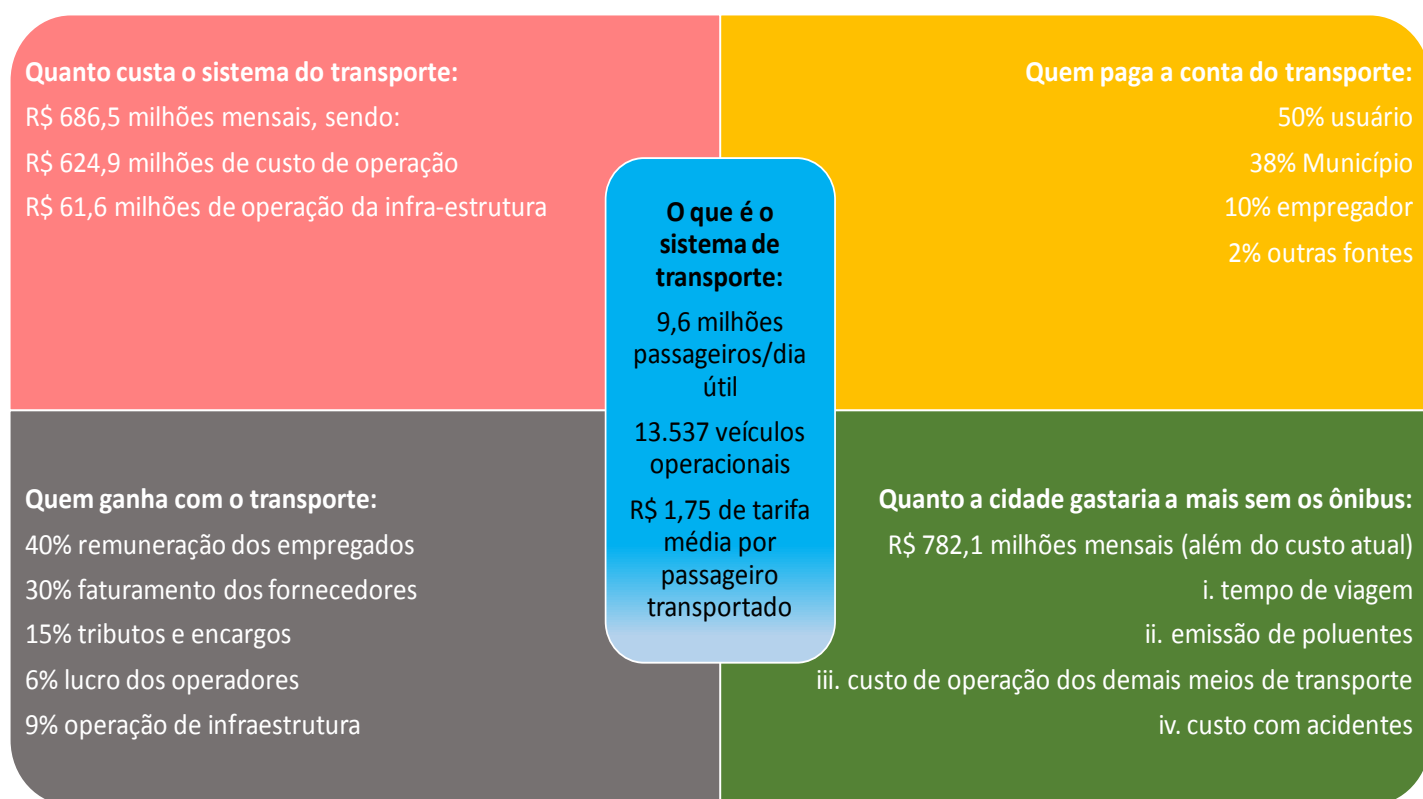 Quanto custa o sistema do transporte:
R$ 686,5 milhões mensais, sendo:
R$ 624,9 milhões de custo de operação
R$ 61,6 milhões de operação da infra-estrutura
Quem paga a conta do transporte:
50% usuário
38% Município
10% empregador
2% outras fontes
O que é o
sistema de
transporte:
9,6 milhões
passageiros/dia
útil
13.537 veículos
operacionais
R$ 1,75 de tarifa
média por
passageiro
transportado
Quem ganha com o transporte:
40% remuneração dos empregados
30% faturamento dos fornecedores
15% tributos e encargos
6% lucro dos operadores
9% operação de infraestrutura
Quanto a cidade gastaria a mais sem os ônibus:
R$ 782,1 milhões mensais (além do custo atual)
i. tempo de viagem
ii. emissão de poluentes
iii. custo de operação dos demais meios de transporte
iv. custo com acidentes